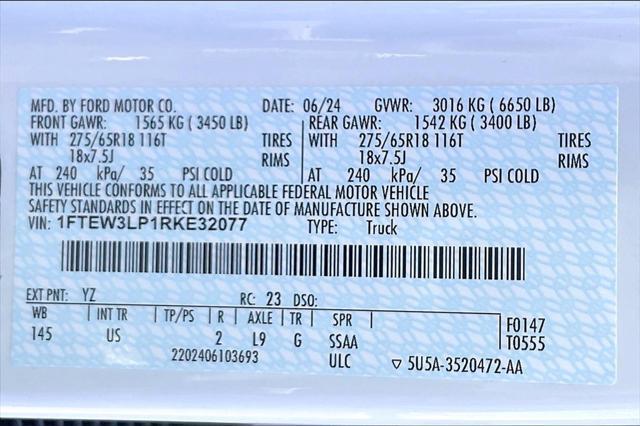 MFD. BY FORD MOTOR CO. DATE: 06/24 GVWR: 3016 KG ( 6650 LB)
FRONT GAWR: 1565 KG ( 3450 LB) REAR GAWR: 1542 KG ( 3400 LB)
WITH 275/65R18 116T TIRES WITH 275/65R18 116T TIRES
18x7.5J RIMS 18x7.5J RIMS
AT 240 kPa/ 35 PSI COLD AT 240 kPa/ 35 PSI COLD
THIS VEHICLE CONFORMS TO ALL APPLICABLE FEDERAL MOTOR VEHICLE
SAFETY STANDARDS IN EFFECT ON THE DATE OF MANUFACTURE SHOWN ABOVE.
VIN: 1FTEW3LP1RKE32077 TYPE: Truck
EXT PNT: YZ RC: 23 DSO:
WB INT TR TP/PS R AXLE TR SPR F0147
145 US 2 L9 G SSAA T0555
2202406103693 ULC ▽ 5U5A-3520472-AA